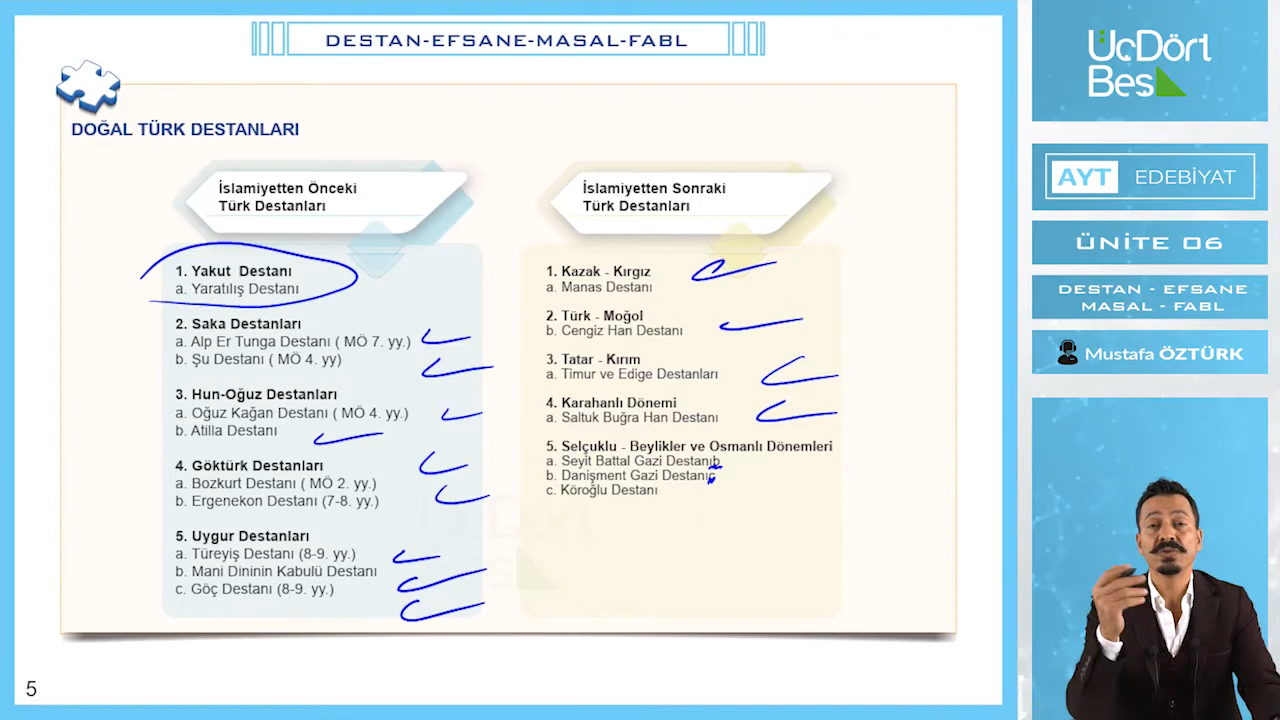 DESTAN-EFSANE-MASAL-FABL
DOĞAL TÜRK DESTANLARI
İslamiyetten Önceki
Türk Destanları
1. Yakut Destanı
a. Yaratılış Destanı
2. Saka Destanları
a. Alp Er Tunga Destanı ( MÖ 7. yy.)
b. Şu Destanı ( MÖ 4. yy)
3. Hun-Oğuz Destanları
a. Oğuz Kağan Destanı ( MÖ 4. yy.)
b. Atilla Destanı
4. Göktürk Destanları
a. Bozkurt Destanı ( MÖ 2. yy.)
b. Ergenekon Destanı (7-8. yy.)
5. Uygur Destanları
a. Türeyiş Destanı (8-9. yy.)
b. Mani Dininin Kabulü Destanı
c. Göç Destanı (8-9. yy.)
İslamiyetten Sonraki
Türk Destanları
1. Kazak - Kırgız
a. Manas Destanı
2. Türk - Moğol
b. Cengiz Han Destanı
3. Tatar - Kırım
a. Timur ve Edige Destanları
4. Karahanlı Dönemi
a. Saltuk Buğra Han Destanı
5. Selçuklu - Beylikler ve Osmanlı Dönemleri
a. Seyit Battal Gazi Destanıb
b. Danişment Gazi Destanıc
c. Köroğlu Destanı
5
ÜçDört
Beş
AYT EDEBİYAT
ÜNİTE 06
DESTAN - EFSANE
MASAL - FABL
Mustafa ÖZTÜRK